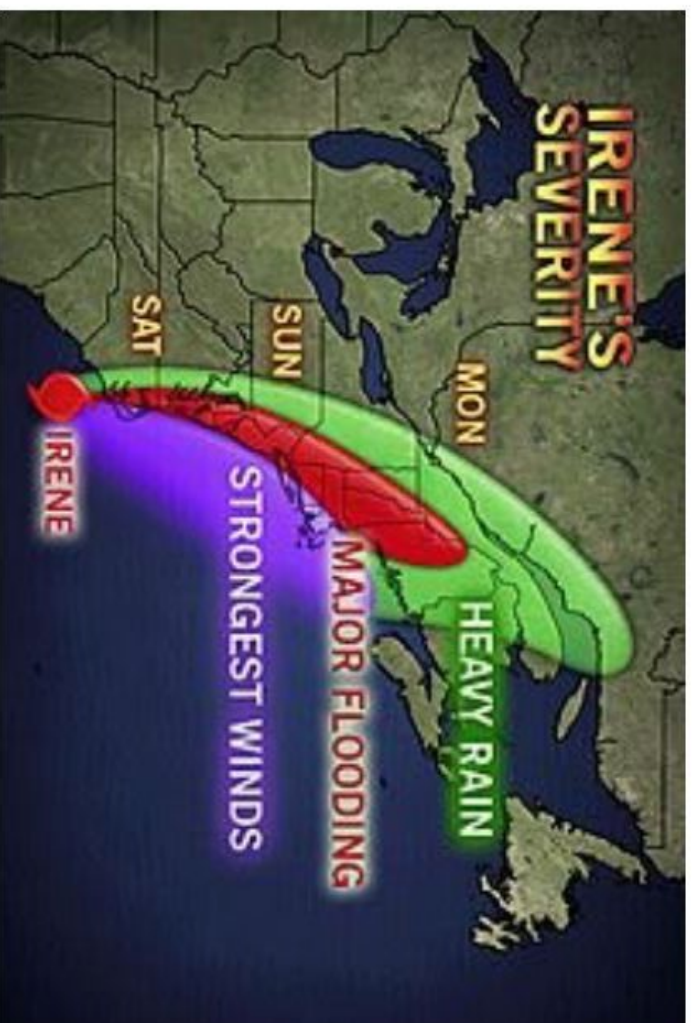 IRENE'S
SEVERITY
MON
SUN
SAT
HEAVY RAIN
MAJOR FLOODING
STRONGEST WINDS
IRENE